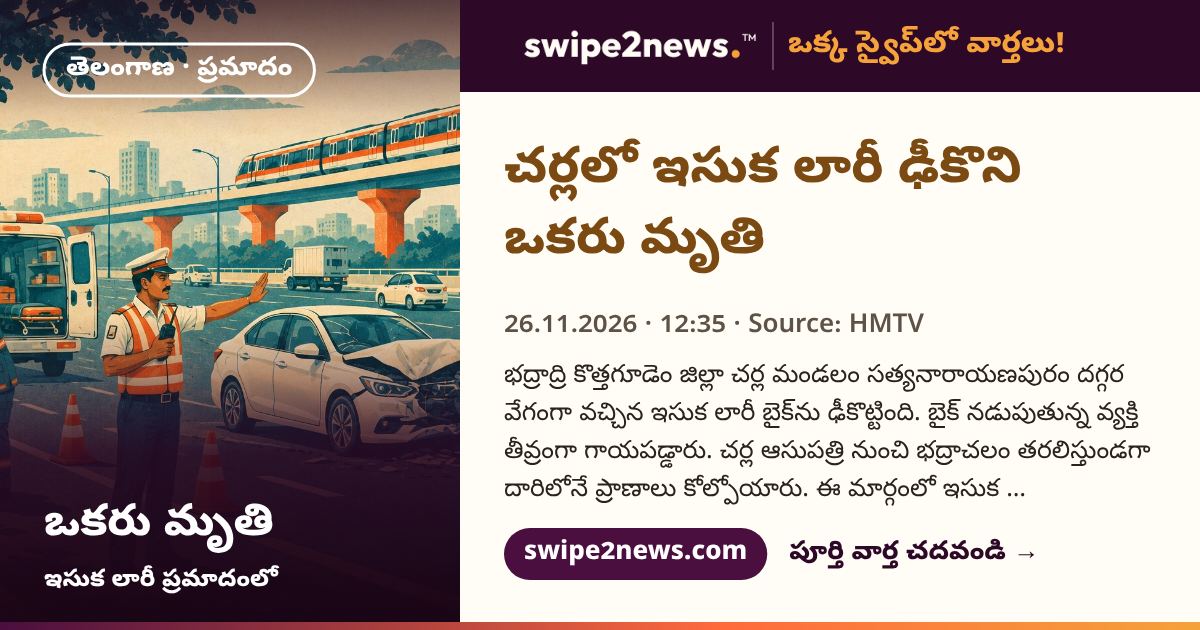 తెలంగాణ · ప్రమాదం
swipe2news.™
ఒక్క స్వైప్‌లో వార్తలు!
చర్లలో ఇసుక లారీ ఢీకొని
ఒకరు మృతి
26.11.2026 · 12:35 · Source: HMTV
భద్రాద్రి కొత్తగూడెం జిల్లా చర్ల మండలం సత్యనారాయణపురం దగ్గర
వేగంగా వచ్చిన ఇసుక లారీ బైక్‌ను ఢీకొట్టింది. బైక్ నడుపుతున్న వ్యక్తి
తీవ్రంగా గాయపడ్డారు. చర్ల ఆసుపత్రి నుంచి భద్రాచలం తరలిస్తుండగా
దారిలోనే ప్రాణాలు కోల్పోయారు. ఈ మార్గంలో ఇసుక ...
swipe2news.com
పూర్తి వార్త చదవండి →
ఒకరు మృతి
ఇసుక లారీ ప్రమాదంలో